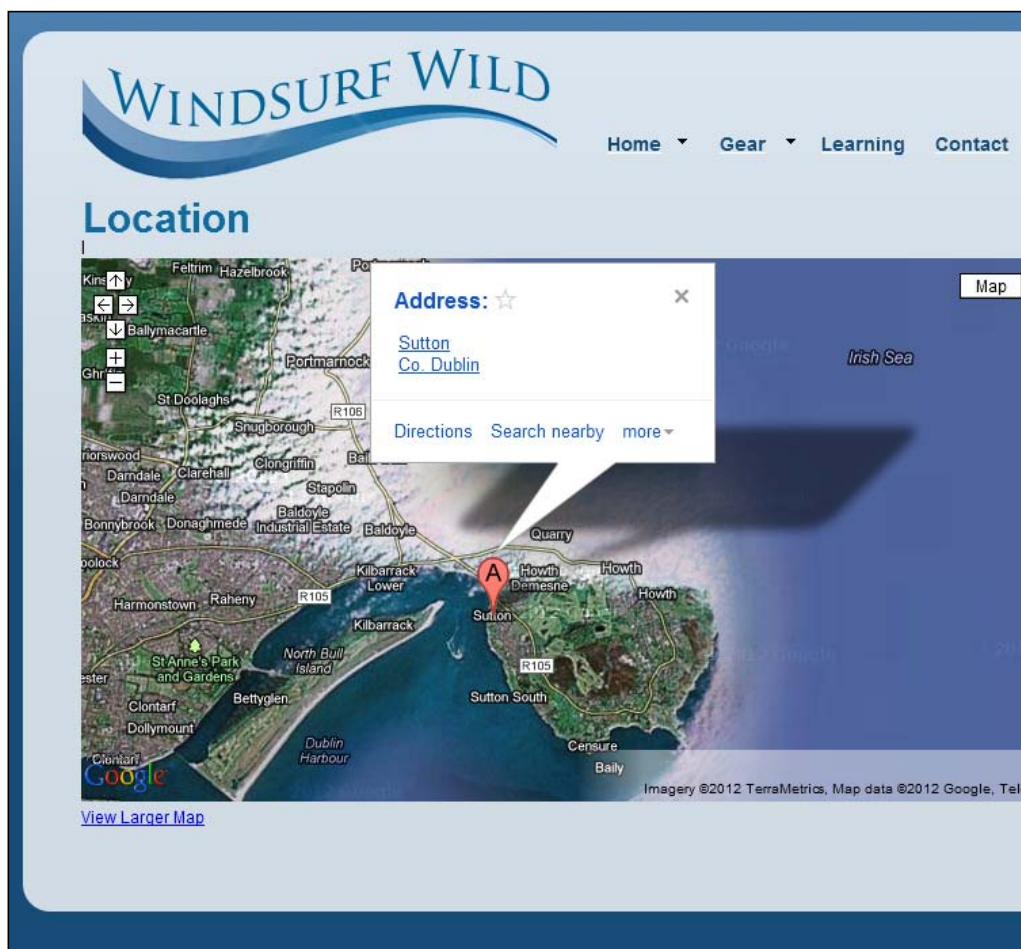 WINDSURF WILD
Home Gear Learning Contact
Location
Feltrim Hazelbrook
Map
Address:
Sutton
Co. Dublin
Directions Search nearby more
Irish Sea
Ballymacartle
Portmarnock
St Doolaghs
R106
Snugborough
Clongriffin
Darndale Clarehall
Stapolin
Darndale
Baldoyle
Industrial Estate
Bonnybrook Donaghmede
Baldoyle
Quarry
Kilbarrack
Lower
Howth
Demesne
Howth
Howth
Harmonstown Raheny R105
Kilbarrack
Sutton
A
North Bull
Island
St Anne's Park
and Gardens
R105
Bettyglen
Sutton South
Clontarf
Dollymount
Dublin
Harbour
Censure
Baily
Clontarf
Google
Imagery ©2012 TerraMetrics, Map data ©2012 Google, Tel
View Larger Map